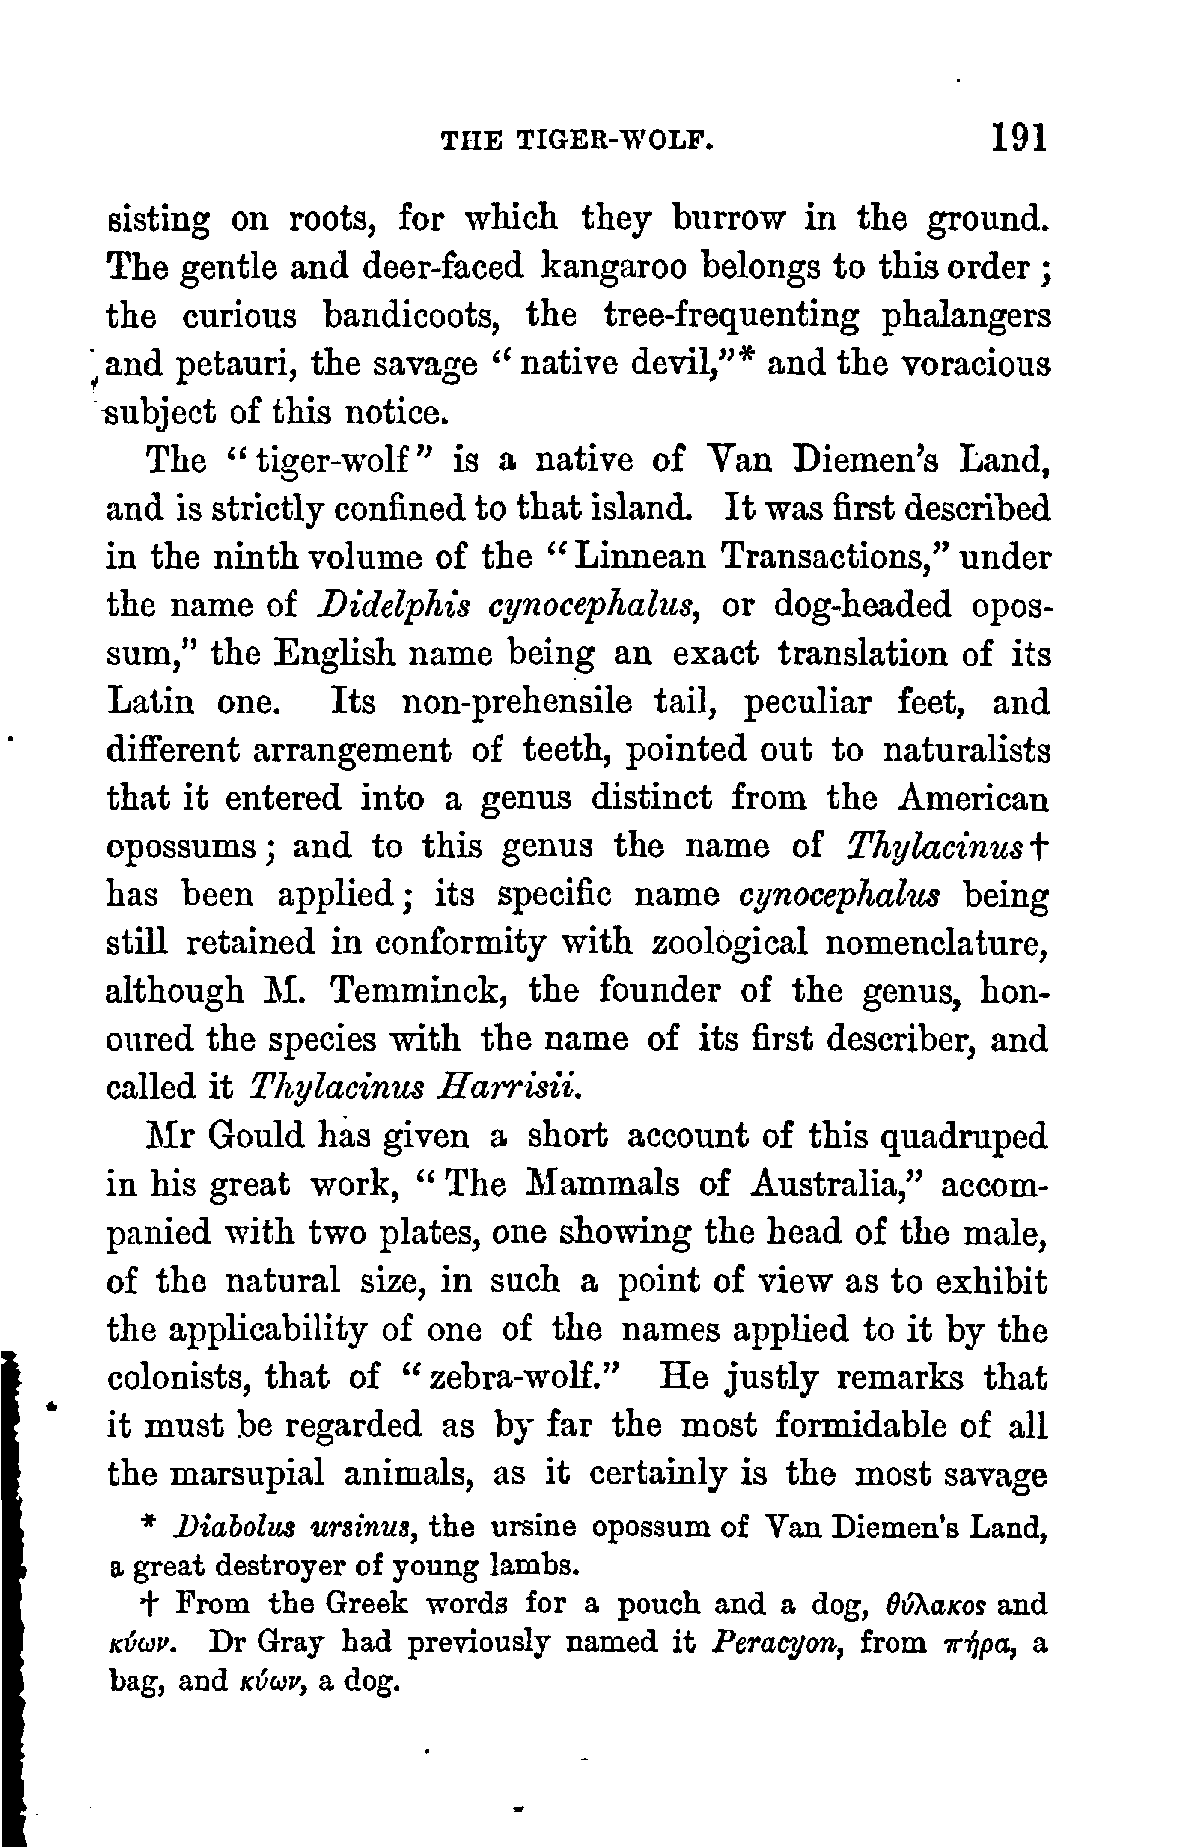 THE TIGER-WOLF. 191
sisting on roots, for which they burrow in the ground.
The gentle and deer-faced kangaroo belongs to this order ;
the curious bandicoots, the tree-frequenting phalangers
and petauri, the savage “ native devil,”* and the voracious
subject of this notice.
The “ tiger-wolf ” is a native of Van Diemen’s Land,
and is strictly confined to that island. It was first described
in the ninth volume of the “ Linnean Transactions,” under
the name of Didelphis cynocephalus, or dog-headed opos-
sum,” the English name being an exact translation of its
Latin one. Its non-prehensile tail, peculiar feet, and
different arrangement of teeth, pointed out to naturalists
that it entered into a genus distinct from the American
opossums ; and to this genus the name of Thylacinus †
has been applied ; its specific name cynocephalus being
still retained in conformity with zoological nomenclature,
although M. Temminck, the founder of the genus, hon-
oured the species with the name of its first describer, and
called it Thylacinus Harrisii.
Mr Gould has given a short account of this quadruped
in his great work, “ The Mammals of Australia,” accom-
panied with two plates, one showing the head of the male,
of the natural size, in such a point of view as to exhibit
the applicability of one of the names applied to it by the
colonists, that of “ zebra-wolf.” He justly remarks that
it must be regarded as by far the most formidable of all
the marsupial animals, as it certainly is the most savage
* Diabolus ursinus, the ursine opossum of Van Diemen’s Land,
a great destroyer of young lambs.
† From the Greek words for a pouch and a dog, θύλακος and
κύων. Dr Gray had previously named it Peracyon, from πήρα, a
bag, and κύων, a dog.